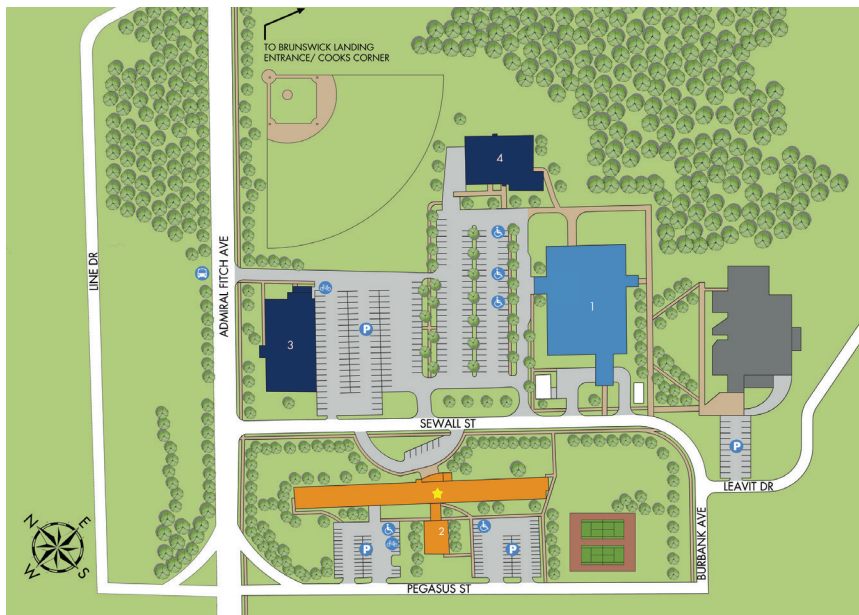 TO BRUNSWICK LANDING
ENTRANCE/ COOKS CORNER
4
LINE DR
ADMIRAL FITCH AVE
1
3
P
SEWALL ST
P
LEAVIT DR
2
P
P
BURBANK AVE
PEGASUS ST
N
E
W
S